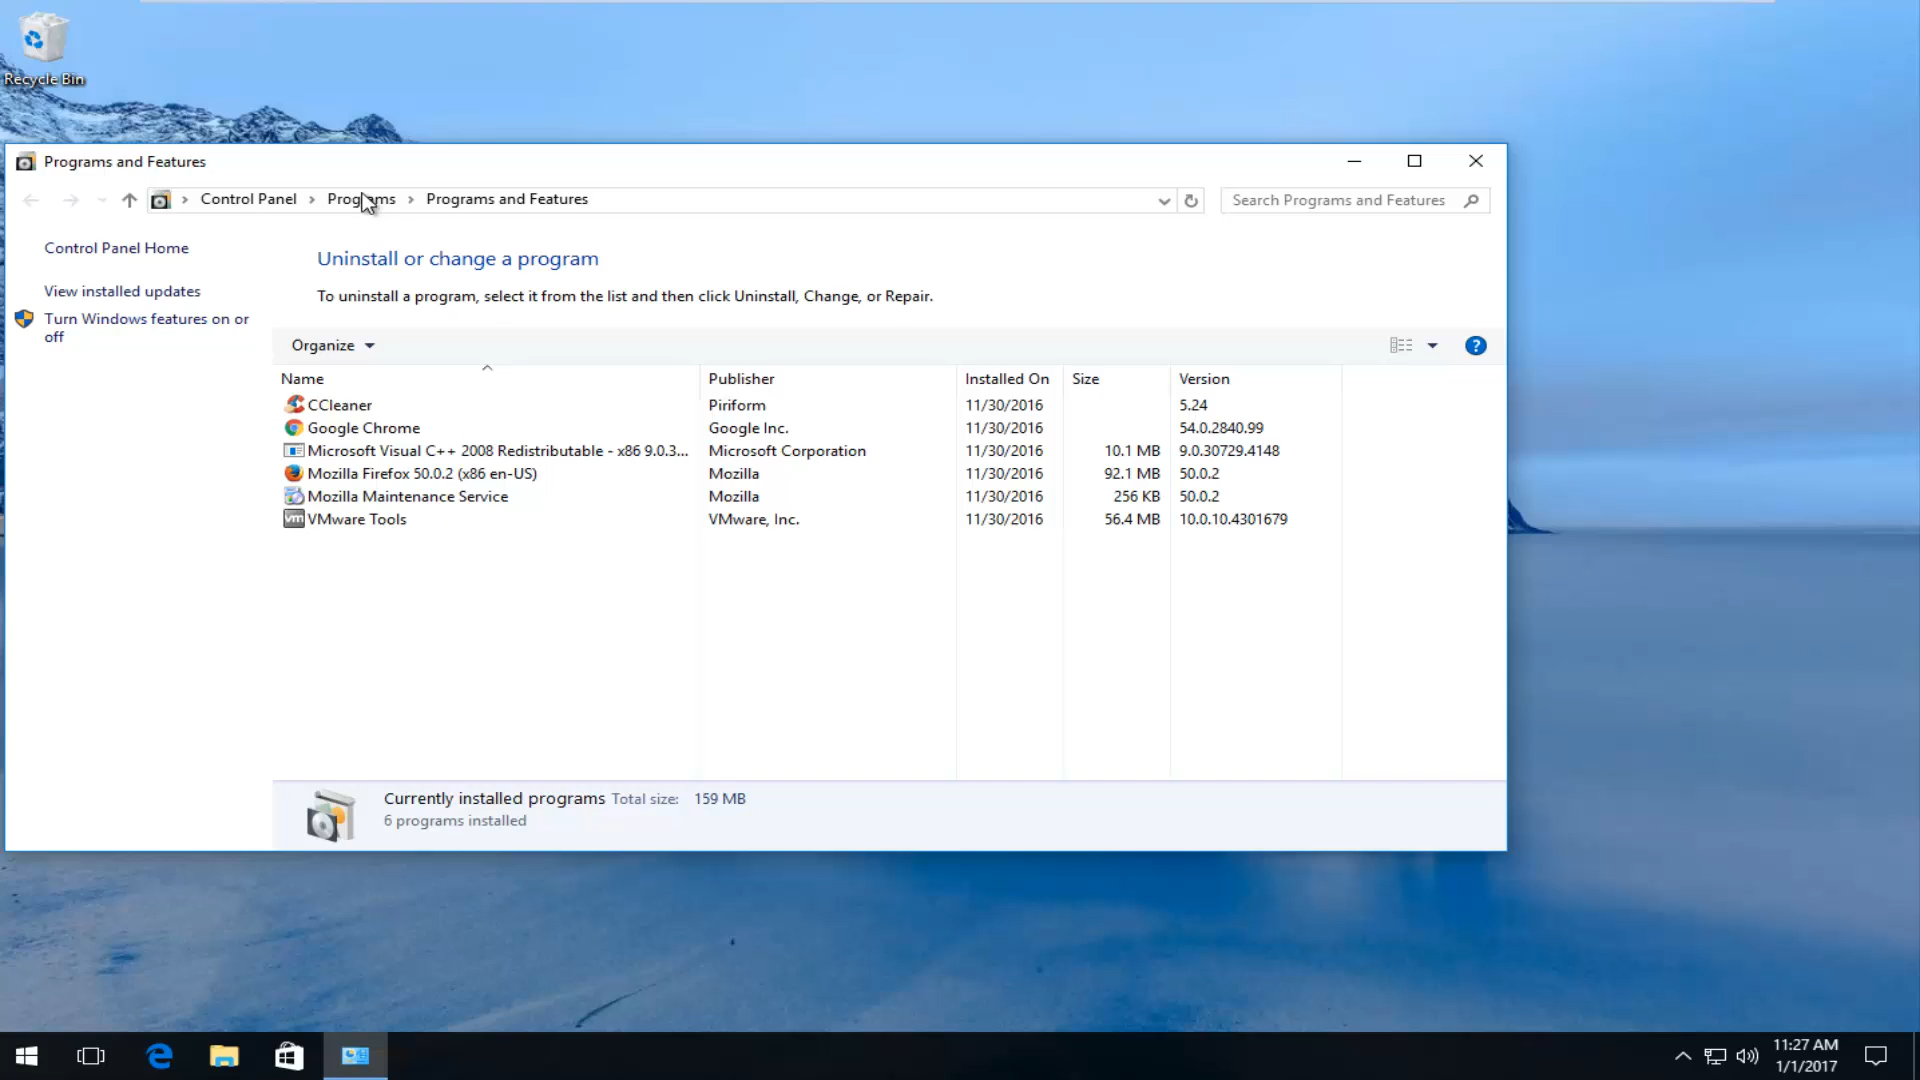 Recycle Bin
Programs and Features
Control Panel > Programs > Programs and Features
Search Programs and Features
Control Panel Home
View installed updates
Turn Windows features on or
off
Uninstall or change a program
To uninstall a program, select it from the list and then click Uninstall, Change, or Repair.
Organize
?
Name Publisher Installed On Size Version
CCleaner Piriform 11/30/2016 5.24
Google Chrome Google Inc. 11/30/2016 54.0.2840.99
Microsoft Visual C++ 2008 Redistributable - x86 9.0.3... Microsoft Corporation 11/30/2016 10.1 MB 9.0.30729.4148
Mozilla Firefox 50.0.2 (x86 en-US) Mozilla 11/30/2016 92.1 MB 50.0.2
Mozilla Maintenance Service Mozilla 11/30/2016 256 KB 50.0.2
vm VMware Tools VMware, Inc. 11/30/2016 56.4 MB 10.0.10.4301679
Currently installed programs Total size: 159 MB
6 programs installed
11:27 AM
1/1/2017